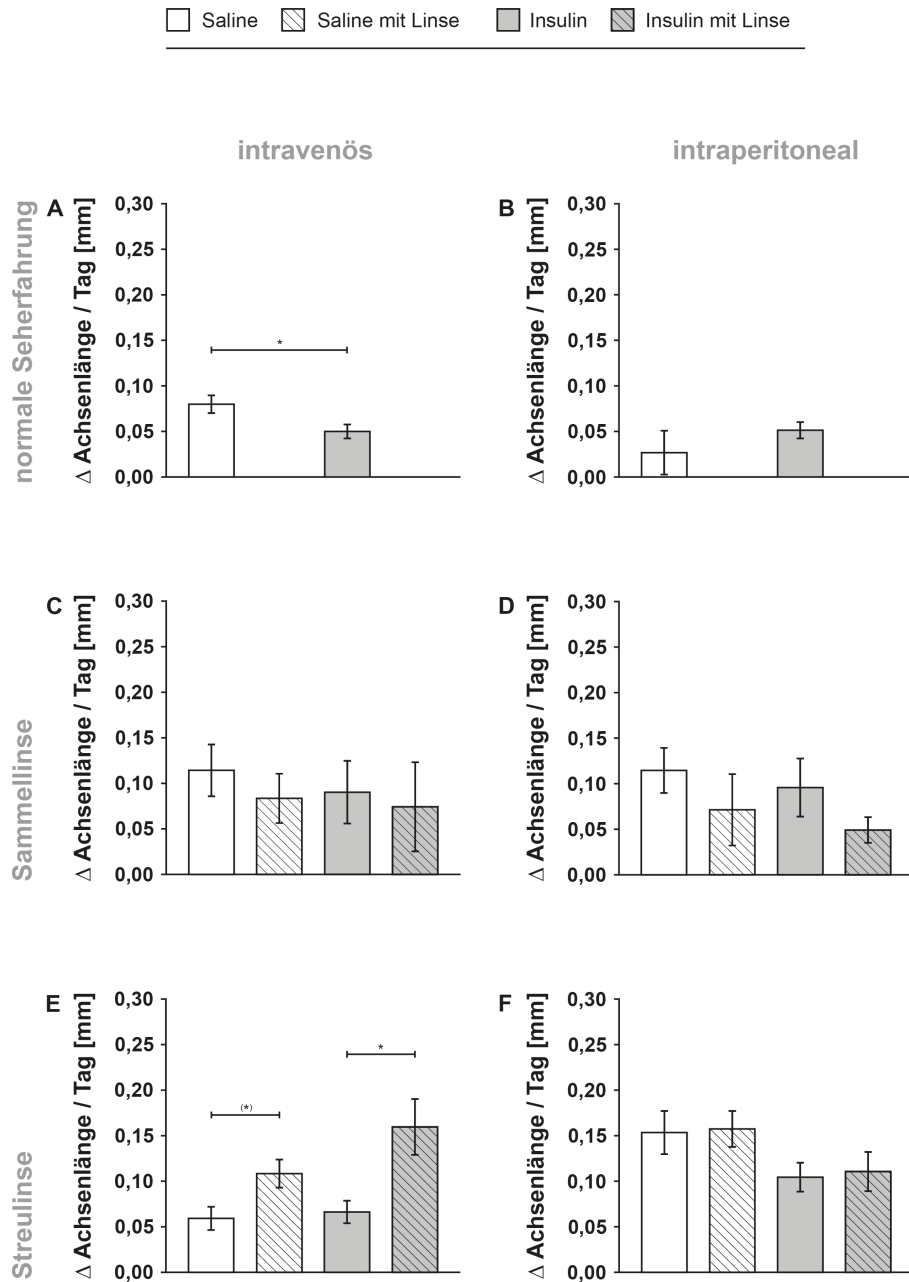 Saline Saline mit Linse Insulin Insulin mit Linse
intravenös intraperitoneal
normale Seherfahrung
A
Δ Achsenlänge / Tag [mm]
0,30
0,25
0,20
0,15
0,10
0,05
0,00
*
B
Δ Achsenlänge / Tag [mm]
0,30
0,25
0,20
0,15
0,10
0,05
0,00
Sammellinse
C
Δ Achsenlänge / Tag [mm]
0,30
0,25
0,20
0,15
0,10
0,05
0,00
D
Δ Achsenlänge / Tag [mm]
0,30
0,25
0,20
0,15
0,10
0,05
0,00
Streulinse
E
Δ Achsenlänge / Tag [mm]
0,30
0,25
0,20
0,15
0,10
0,05
0,00
(*)
*
F
Δ Achsenlänge / Tag [mm]
0,30
0,25
0,20
0,15
0,10
0,05
0,00